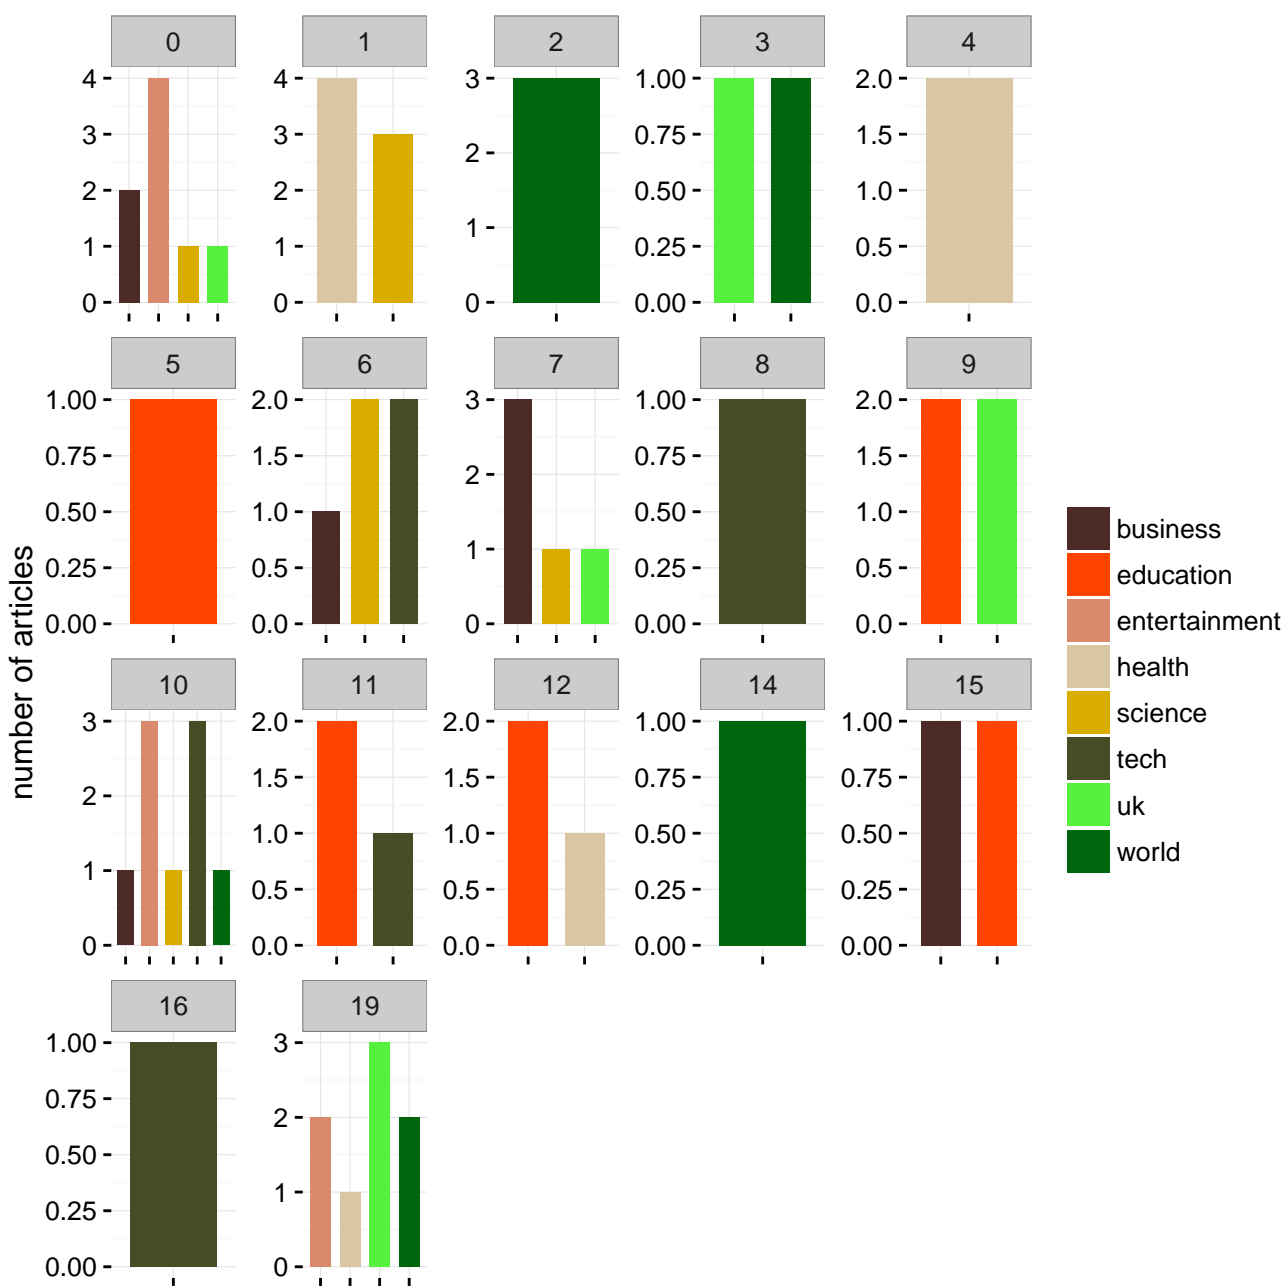 0 1 2 3 4
4 4 3 1.00 2.0
3 3 2 0.75 1.5
2 2 1 0.50 1.0
1 1 0 0.25 0.5
0 0 0.00 0.0
5 6 7 8 9
1.00 2.0 3 1.00 2.0
0.75 1.5 2 0.75 1.5
0.50 1.0 1 0.50 1.0
0.25 0.5 0 0.25 0.5
0.00 0.0 0.00 0.0
10 11 12 14 15
3 2.0 2.0 1.00 1.00
2 1.5 1.5 0.75 0.75
1 1.0 1.0 0.50 0.50
0 0.5 0.5 0.25 0.25
0.0 0.0 0.00 0.00
16 19
1.00 3
0.75 2
0.50 1
0.25 0
0.00
number of articles
business
education
entertainment
health
science
tech
uk
world